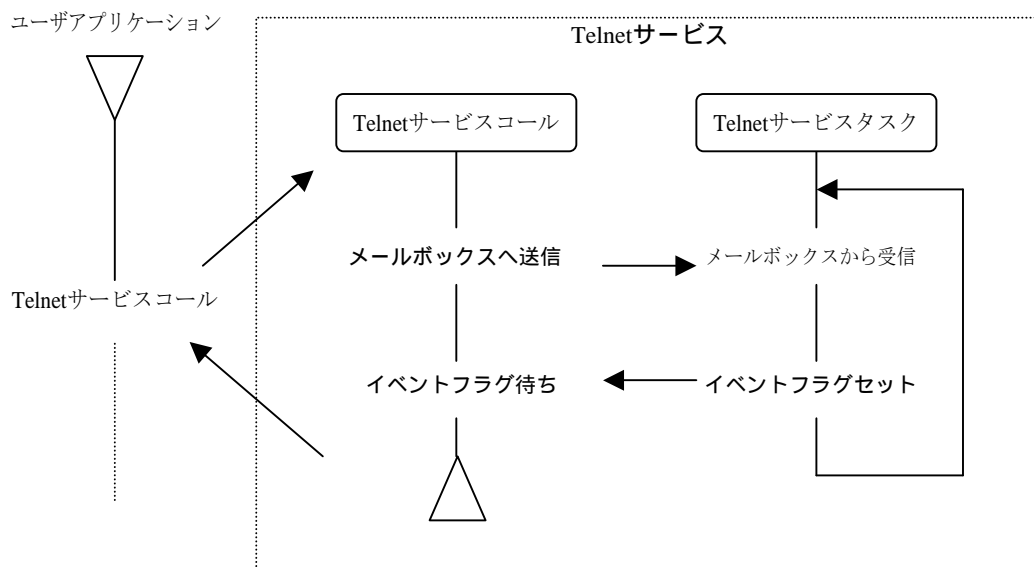 ユーザアプリケーション
Telnetサービス
Telnetサービスコール
Telnetサービスタスク
メールボックスへ送信
メールボックスから受信
Telnetサービスコール
イベントフラグ待ち
イベントフラグセット